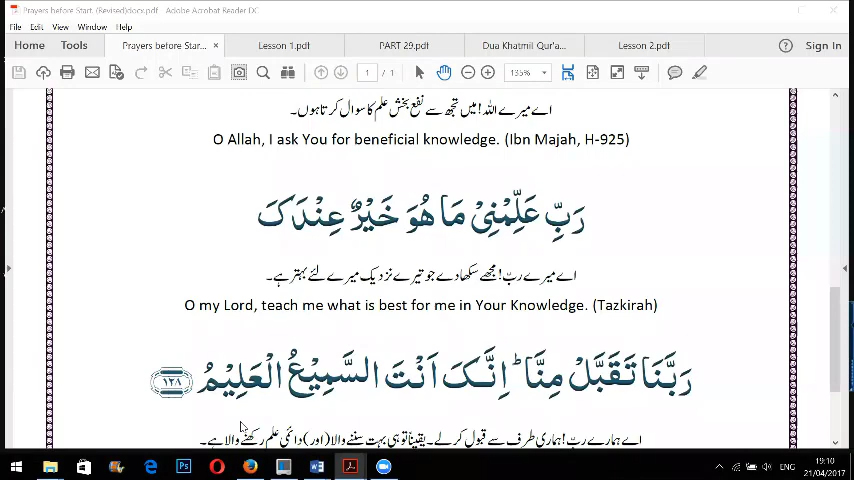 Prayers before Start. (Revised)docx.pdf - Adobe Acrobat Reader DC
File Edit View Window Help
Home Tools Prayers before Star... × Lesson 1.pdf PART 29.pdf Dua Khatmil Qur'a... Lesson 2.pdf Sign In
1 / 1 135%
اے میرے اللہ! میں تجھ سے نفع بخش علم کا سوال کرتا ہوں۔
O Allah, I ask You for beneficial knowledge. (Ibn Majah, H-925)
رَبِّ عَلِّمْنِیْ مَا هُوَ خَیْرٌ عِنْدَکَ
اے میرے ربّ! مجھے سکھا دے جو تیرے نزدیک میرے لئے بہتر ہے۔
O my Lord, teach me what is best for me in Your Knowledge. (Tazkirah)
رَبَّنَا تَقَبَّلْ مِنَّا ؕ اِنَّکَ اَنْتَ السَّمِیْعُ الْعَلِیْمُ ۱۲۸
اے ہمارے ربّ! ہماری طرف سے قبول کر لے۔ یقیناً تو ہی بہت سننے والا (اور) دائمی علم رکھنے والا ہے۔
ENG 19:10
21/04/2017